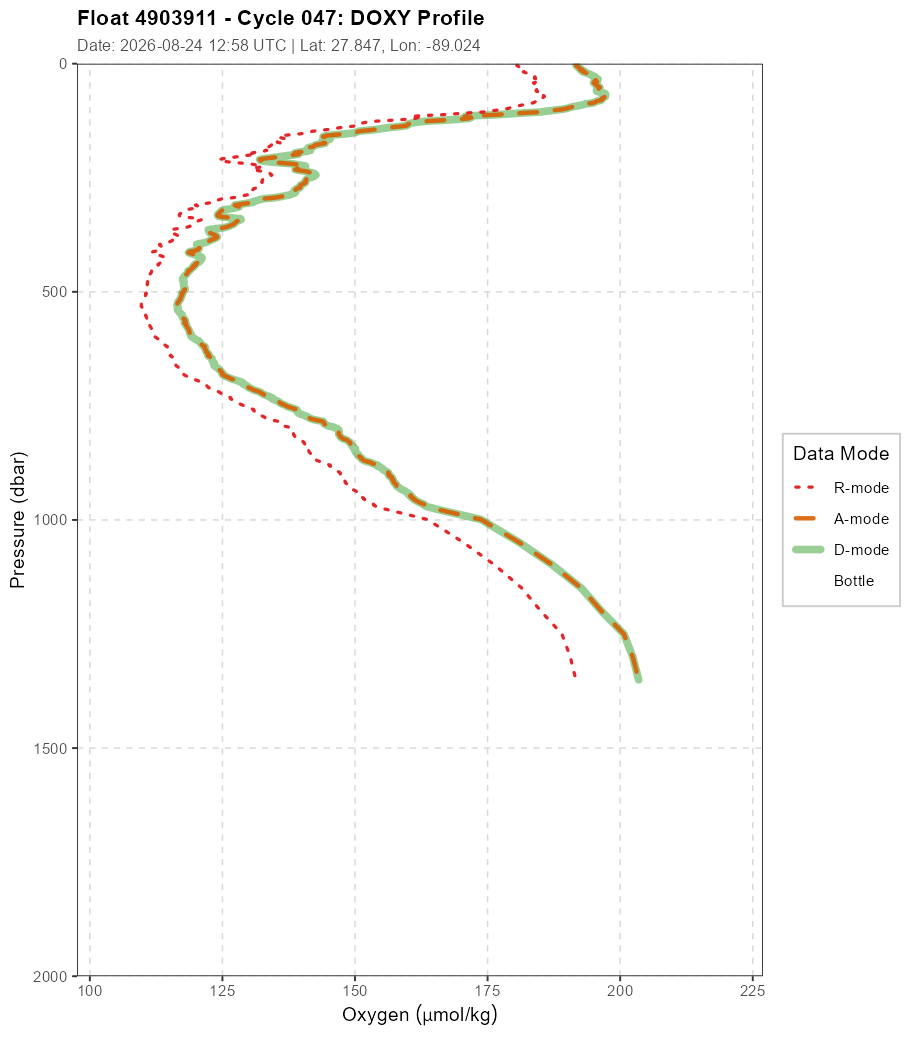 Float 4903911 - Cycle 047: DOXY Profile
Date: 2026-08-24 12:58 UTC | Lat: 27.847, Lon: -89.024
0
500
1000
1500
2000
Pressure (dbar)
100 125 150 175 200 225
Oxygen (μmol/kg)
Data Mode
R-mode
A-mode
D-mode
Bottle